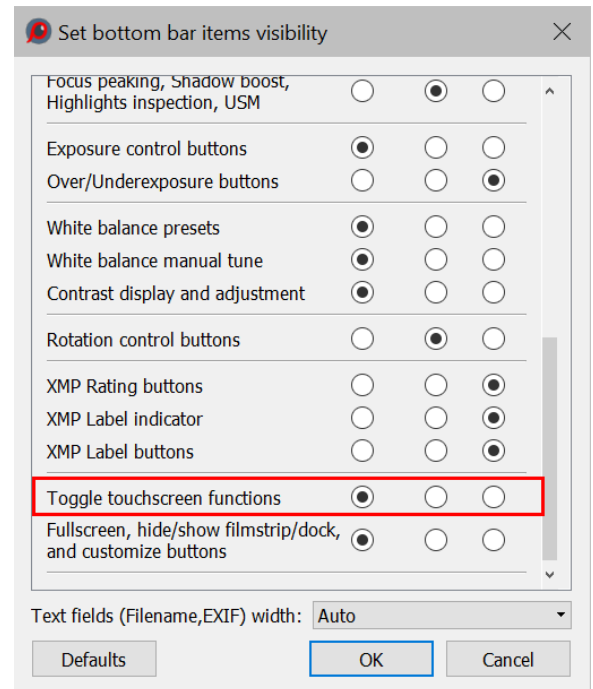 Set bottom bar items visibility
Focus peaking, Shadow boost,
Highlights inspection, USM
Exposure control buttons
Over/Underexposure buttons
White balance presets
White balance manual tune
Contrast display and adjustment
Rotation control buttons
XMP Rating buttons
XMP Label indicator
XMP Label buttons
Toggle touchscreen functions
Fullscreen, hide/show filmstrip/dock,
and customize buttons
Text fields (Filename,EXIF) width: Auto
Defaults OK Cancel